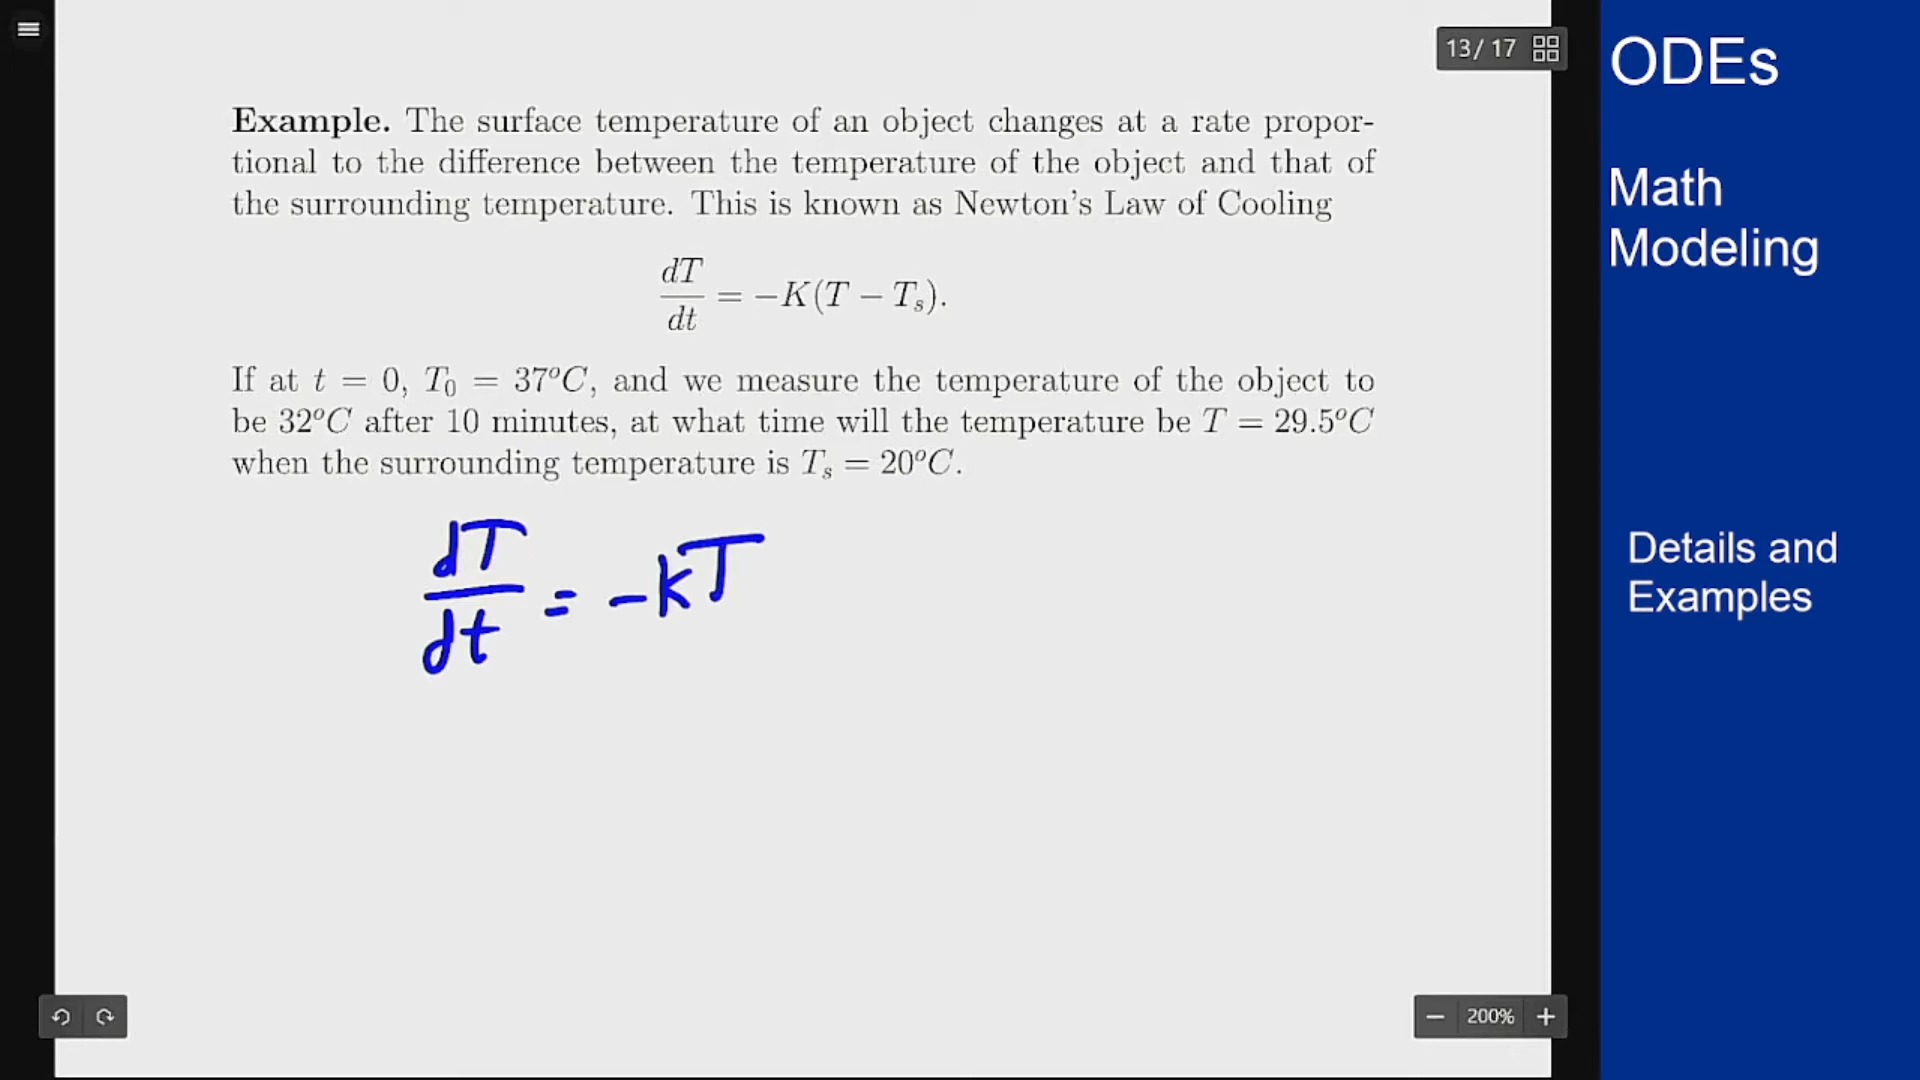 13/ 17
Example. The surface temperature of an object changes at a rate propor-
tional to the difference between the temperature of the object and that of
the surrounding temperature. This is known as Newton's Law of Cooling
dT/dt = −K(T − Tₛ).
If at t = 0, T₀ = 37ᵒC, and we measure the temperature of the object to
be 32ᵒC after 10 minutes, at what time will the temperature be T = 29.5ᵒC
when the surrounding temperature is Tₛ = 20ᵒC.
dT/dt = −kT
200%
ODEs
Math
Modeling
Details and
Examples